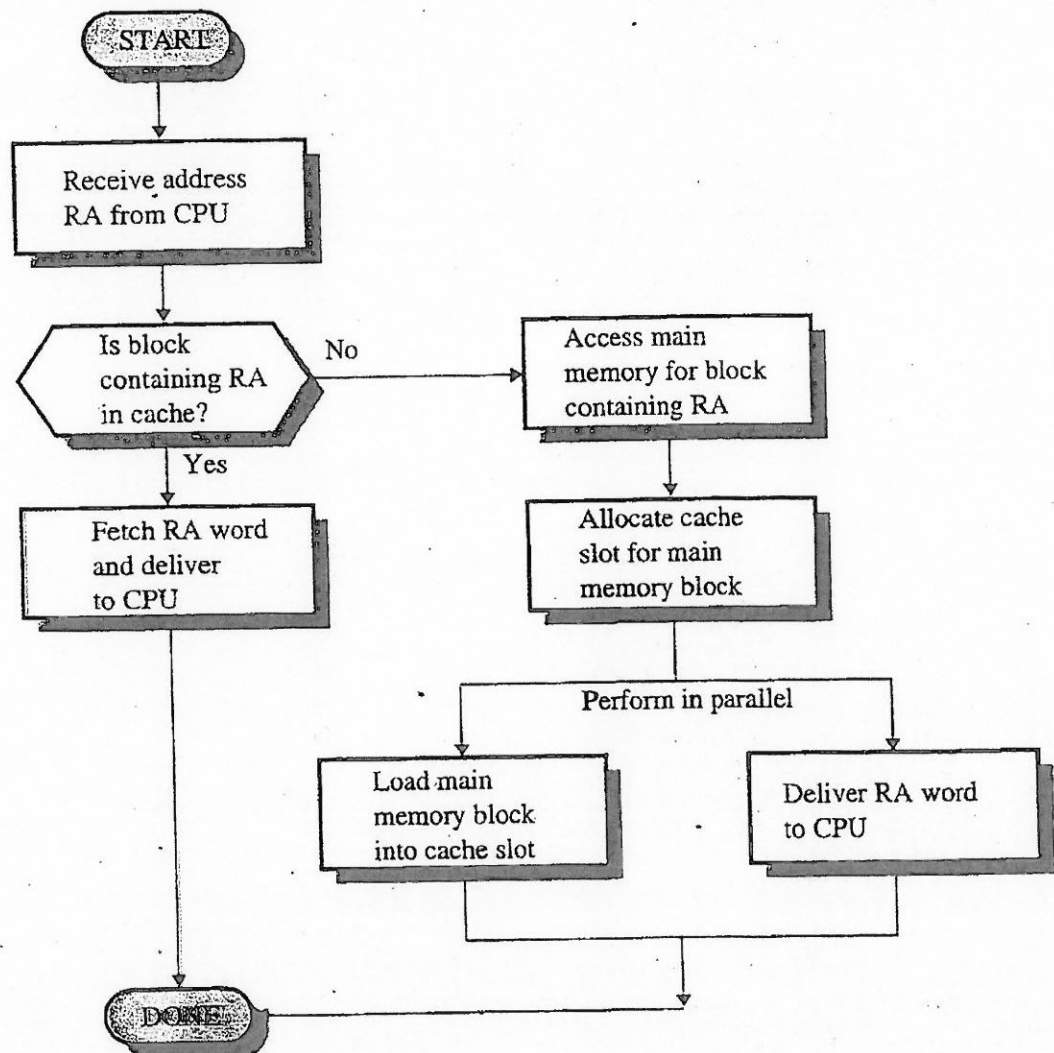 START
Receive address
RA from CPU
Is block
containing RA
in cache?
No
Yes
Access main
memory for block
containing RA
Fetch RA word
and deliver
to CPU
Allocate cache
slot for main
memory block
Perform in parallel
Load main
memory block
into cache slot
Deliver RA word
to CPU
DONE